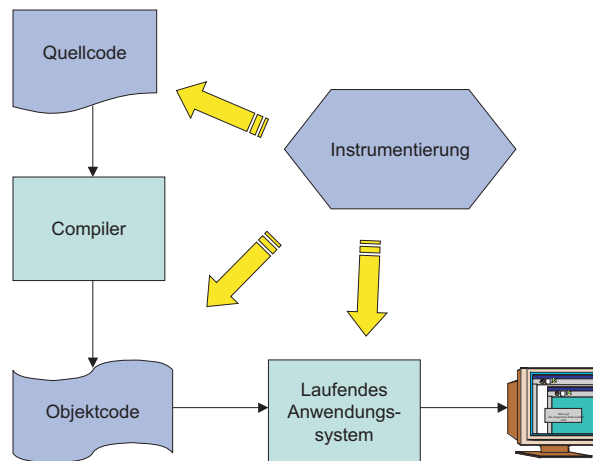 Quellcode
Instrumentierung
Compiler
Objektcode
Laufendes
Anwendungs-
system